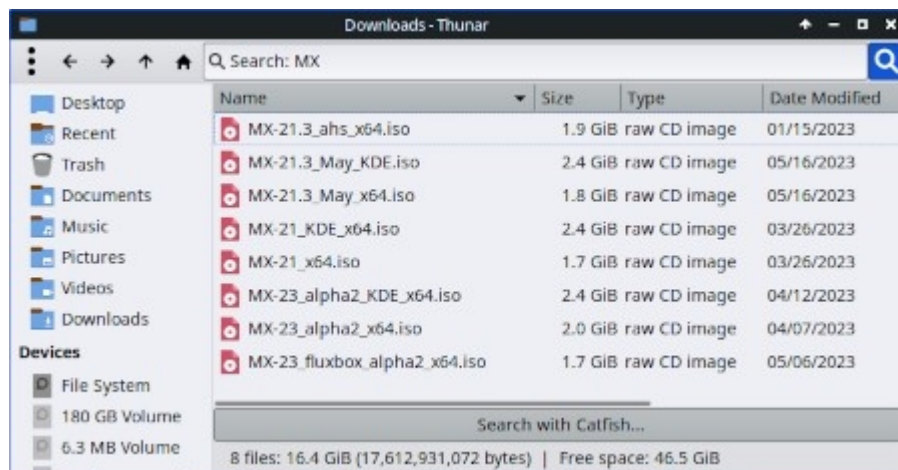 Downloads - Thunar
Search: MX
Desktop
Recent
Trash
Documents
Music
Pictures
Videos
Downloads
Devices
File System
180 GB Volume
6.3 MB Volume
Name Size Type Date Modified
MX-21.3_ahs_x64.iso 1.9 GiB raw CD image 01/15/2023
MX-21.3_May_KDE.iso 2.4 GiB raw CD image 05/16/2023
MX-21.3_May_x64.iso 1.8 GiB raw CD image 05/16/2023
MX-21_KDE_x64.iso 2.4 GiB raw CD image 03/26/2023
MX-21_x64.iso 1.7 GiB raw CD image 03/26/2023
MX-23_alpha2_KDE_x64.iso 2.4 GiB raw CD image 04/12/2023
MX-23_alpha2_x64.iso 2.0 GiB raw CD image 04/07/2023
MX-23_fluxbox_alpha2_x64.iso 1.7 GiB raw CD image 05/06/2023
Search with Catfish...
8 files: 16.4 GiB (17,612,931,072 bytes) | Free space: 46.5 GiB